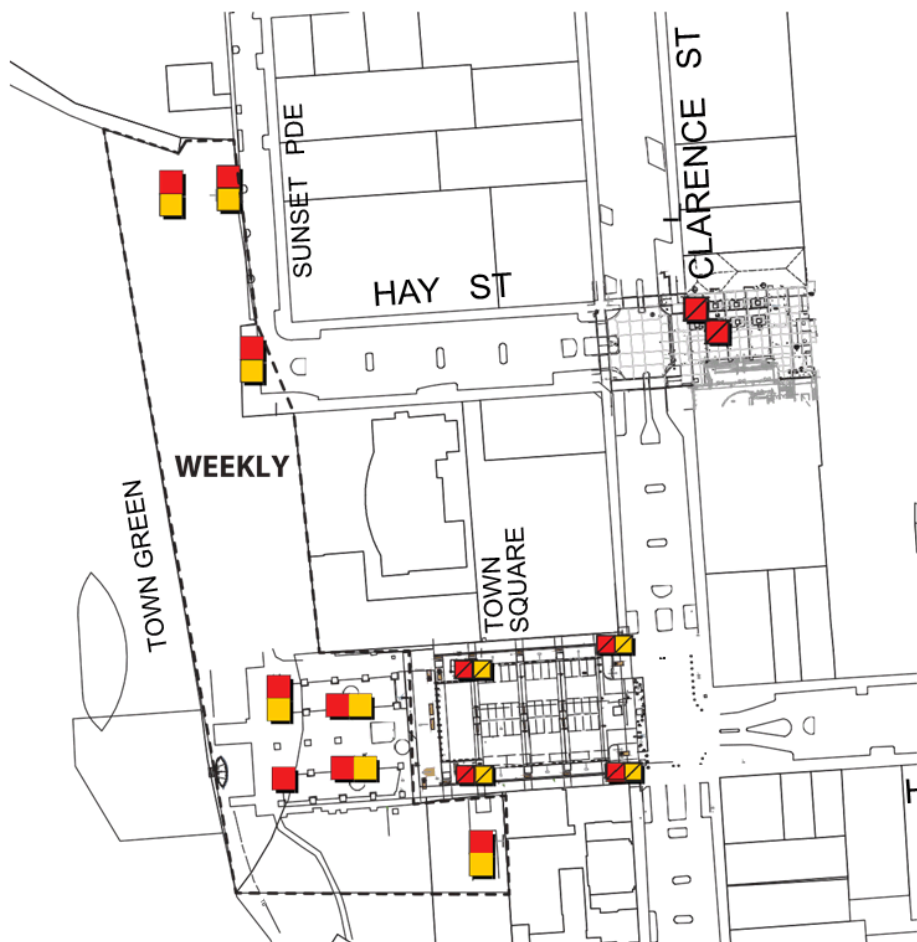 CLARENCE ST
SUNSET PDE
HAY ST
WEEKLY
TOWN GREEN
TOWN
SQUARE
H